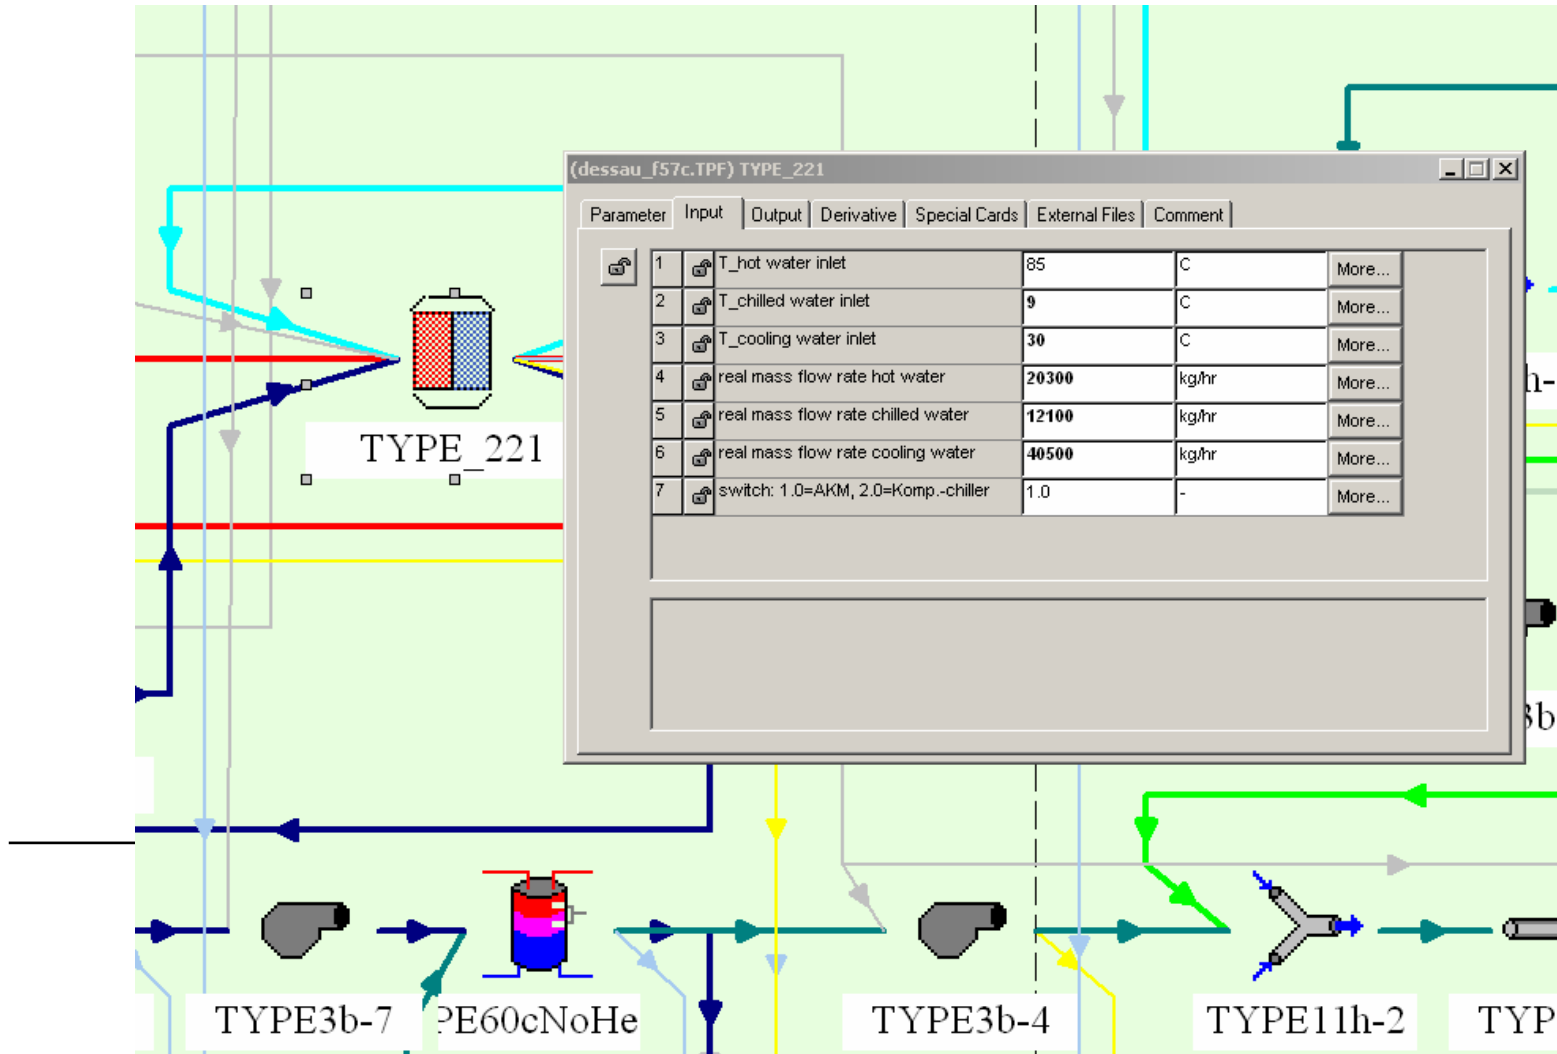 (dessau_f57c.TPF) TYPE_221
Parameter Input Output Derivative Special Cards External Files Comment
1 T_hot water inlet 85 C More...
2 T_chilled water inlet 9 C More...
3 T_cooling water inlet 30 C More...
4 real mass flow rate hot water 20300 kg/hr More...
5 real mass flow rate chilled water 12100 kg/hr More...
6 real mass flow rate cooling water 40500 kg/hr More...
7 switch: 1.0=AKM, 2.0=Komp.-chiller 1.0 - More...
TYPE_221
h-
3b
TYPE3b-7
PE60cNoHe
TYPE3b-4
TYPE11h-2
TYP